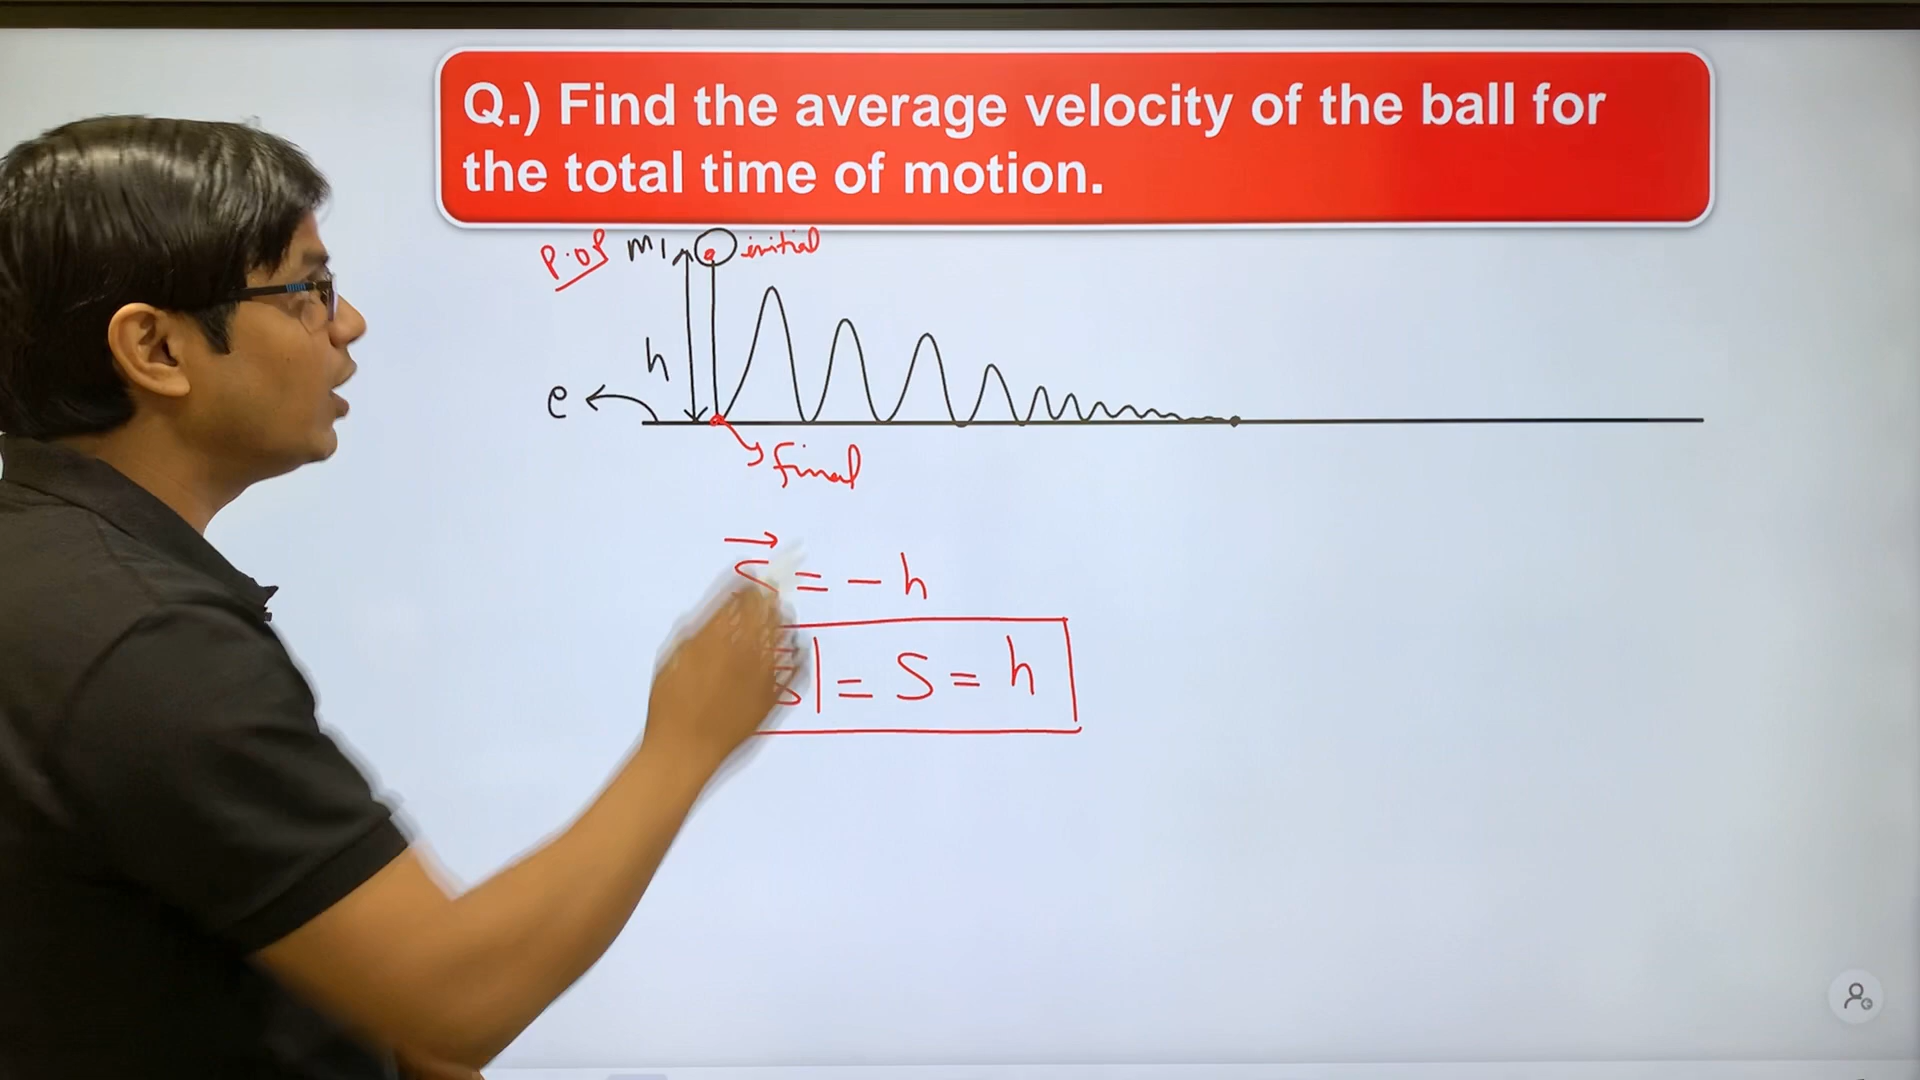 Q.) Find the average velocity of the ball for
the total time of motion.
m1 initial
h
e
final
= - h
S| = S = h